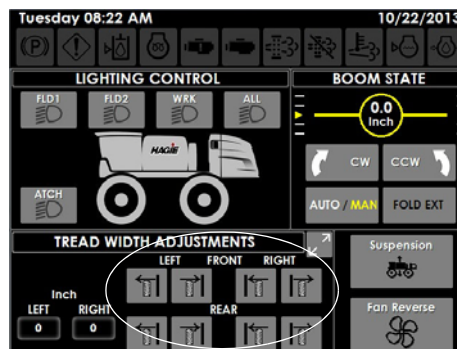 Tuesday 08:22 AM 10/22/2013
(P)
LIGHTING CONTROL
FLD1 FLD2 WRK ALL
HAGIE
ATCH
BOOM STATE
0.0
Inch
CW CCW
AUTO / MAN FOLD EXT
TREAD WIDTH ADJUSTMENTS
LEFT FRONT RIGHT
Inch
LEFT RIGHT
0 0
REAR
Suspension
Fan Reverse